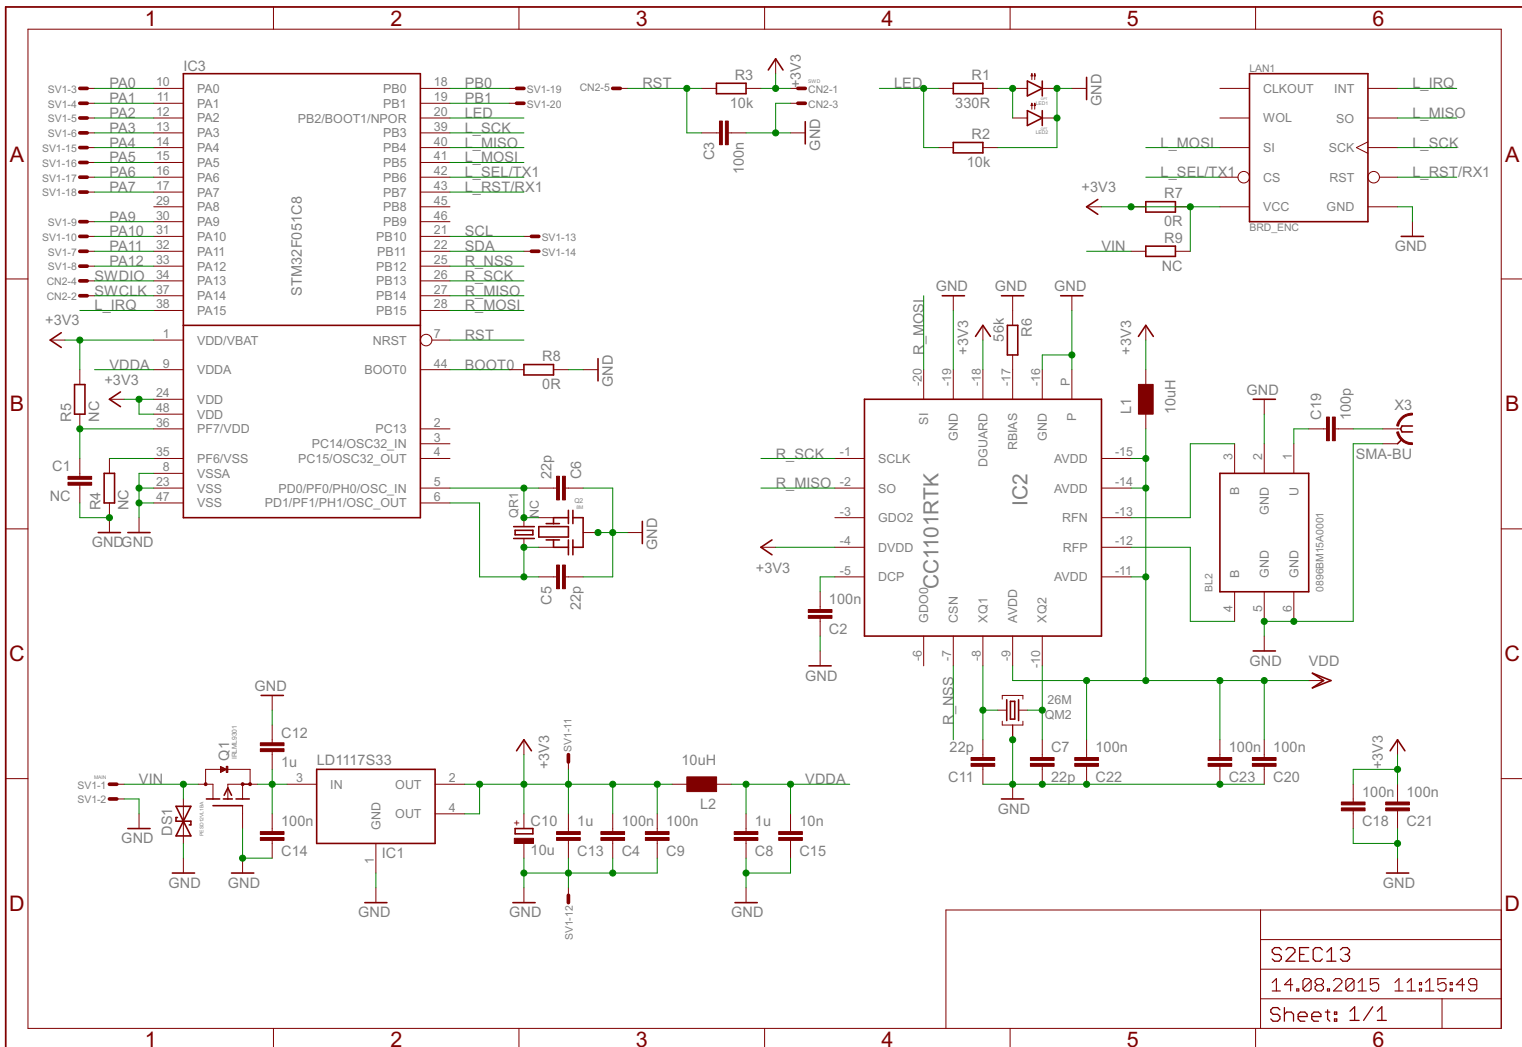 1 2 3 4 5 6
A A
B B
C C
D D
1 2 3 4 5 6
IC3
STM32F051C8
SV1-3 PA0 10 PA0
SV1-4 PA1 11 PA1
SV1-5 PA2 12 PA2
SV1-6 PA3 13 PA3
SV1-15 PA4 14 PA4
SV1-16 PA5 15 PA5
SV1-17 PA6 16 PA6
SV1-18 PA7 17 PA7
29 PA8
SV1-9 PA9 30 PA9
SV1-10 PA10 31 PA10
SV1-7 PA11 32 PA11
SV1-8 PA12 33 PA12
CN2-4 SWDIO 34 PA13
CN2-2 SWCLK 37 PA14
L_IRQ 38 PA15
PB0 18 PB0 SV1-19
PB1 19 PB1 SV1-20
PB2/BOOT1/NPOR 20 LED
PB3 39 L_SCK
PB4 40 L_MISO
PB5 41 L_MOSI
PB6 42 L_SEL/TX1
PB7 43 L_RST/RX1
PB8 45
PB9 46
PB10 21 SCL SV1-13
PB11 22 SDA SV1-14
PB12 25 R_NSS
PB13 26 R_SCK
PB14 27 R_MISO
PB15 28 R_MOSI
+3V3
1 VDD/VBAT
VDDA 9 VDDA
+3V3
24 VDD
48 VDD
36 PF7/VDD
35 PF6/VSS
8 VSSA
23 VSS
47 VSS
R5 NC
C1 NC
R4 NC
GND GND
NRST 7 RST
BOOT0 44 BOOT0 R8 0R GND
PC13 2
PC14/OSC32_IN 3
PC15/OSC32_OUT 4
PD0/PF0/PH0/OSC_IN 5
PD1/PF1/PH1/OSC_OUT 6
22p C6
QR1 NC
Q2
C5 22p
GND
CN2-5 RST R3 10k
C3 100n
+3V3
SWD
CN2-1
CN2-3
GND
LED R1 330R
R2 10k
LED1
LED2
GND
LAN1
CLKOUT INT L_IRQ
WOL SO L_MISO
L_MOSI SI SCK L_SCK
L_SEL/TX1 CS RST L_RST/RX1
VCC GND
BRD_ENC
GND
+3V3 R7 0R
VIN R9 NC
R_MOSI
GND
+3V3
GND
56k R6
GND
P
-20 -19 -18 -17 -16 P
SI GND DGUARD RBIAS GND P
IC2
CC1101RTK
R_SCK -1 SCLK
R_MISO -2 SO
-3 GDO2
+3V3 -4 DVDD
-5 DCP
100n C2
GND
AVDD -15
AVDD -14
RFN -13
RFP -12
AVDD -11
GDO0 CSN XQ1 AVDD XQ2
-6 -7 -8 -9 -10
R_NSS
+3V3
L1 10uH
GND
3 2 1
B GND U
B GND GND
4 5 6
BL2
0896BM15A0001
GND
C19 100p
X3
SMA-BU
VDD
26M
QM2
22p C11
C7 22p
100n C22
100n C23
100n C20
GND
+3V3
100n C18
100n C21
GND
MAIN
SV1-1 VIN
SV1-2
GND
DS1
PESD12VL1BA
GND
Q1
IRLML9301
GND
GND
C12 1u
100n C14
LD1117S33
3 IN OUT 2
GND OUT 4
1 IC1
GND
+3V3
SV1-11
C10 10u
1u C13
100n C4
100n C9
GND
SV1-12
10uH
L2
VDDA
1u C8
10n C15
GND
S2EC13
14.08.2015 11:15:49
Sheet: 1/1